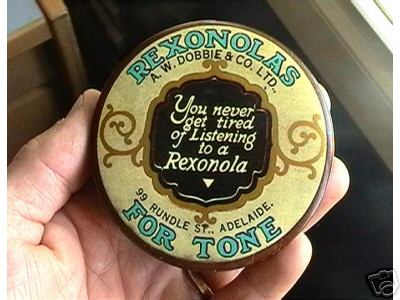 REXONOLAS
A. W. DOBBIE & CO. LTD.,
You never
get tired
of Listening
to a
Rexonola
99 RUNDLE ST., ADELAIDE.
FOR TONE